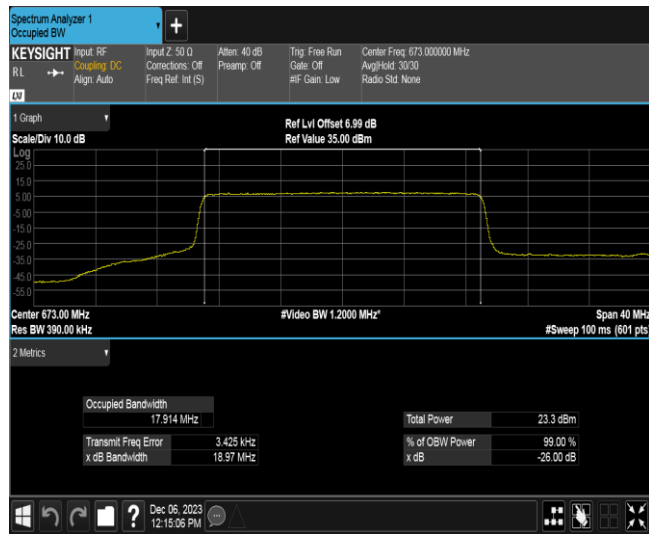 Spectrum Analyzer 1
Occupied BW
+
KEYSIGHT Input: RF Input Z: 50 Ω Atten: 40 dB Trig: Free Run Center Freq: 673.000000 MHz
RL Coupling: DC Corrections: Off Preamp: Off Gate: Off Avg|Hold: 30/30
Align: Auto Freq Ref: Int (S) #IF Gain: Low Radio Std: None
LXI
1 Graph
Ref Lvl Offset 6.99 dB
Scale/Div 10.0 dB Ref Value 35.00 dBm
Log
25.0
15.0
5.00
-5.00
-15.0
-25.0
-35.0
-45.0
-55.0
Center 673.00 MHz #Video BW 1.2000 MHz* Span 40 MHz
Res BW 390.00 kHz #Sweep 100 ms (601 pts)
2 Metrics
Occupied Bandwidth
17.914 MHz Total Power 23.3 dBm
Transmit Freq Error 3.425 kHz % of OBW Power 99.00 %
x dB Bandwidth 18.97 MHz x dB -26.00 dB
? Dec 06, 2023
12:15:06 PM